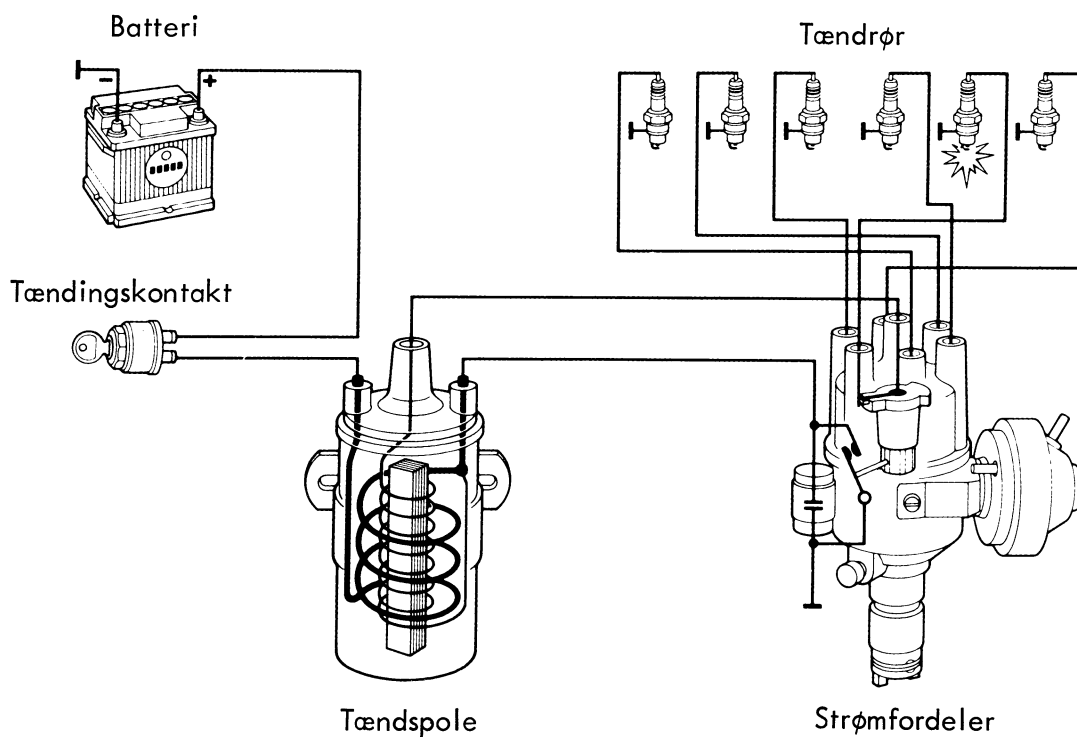 Batteri
Tændrør
− +
Tændingskontakt
Tændspole
Strømfordeler